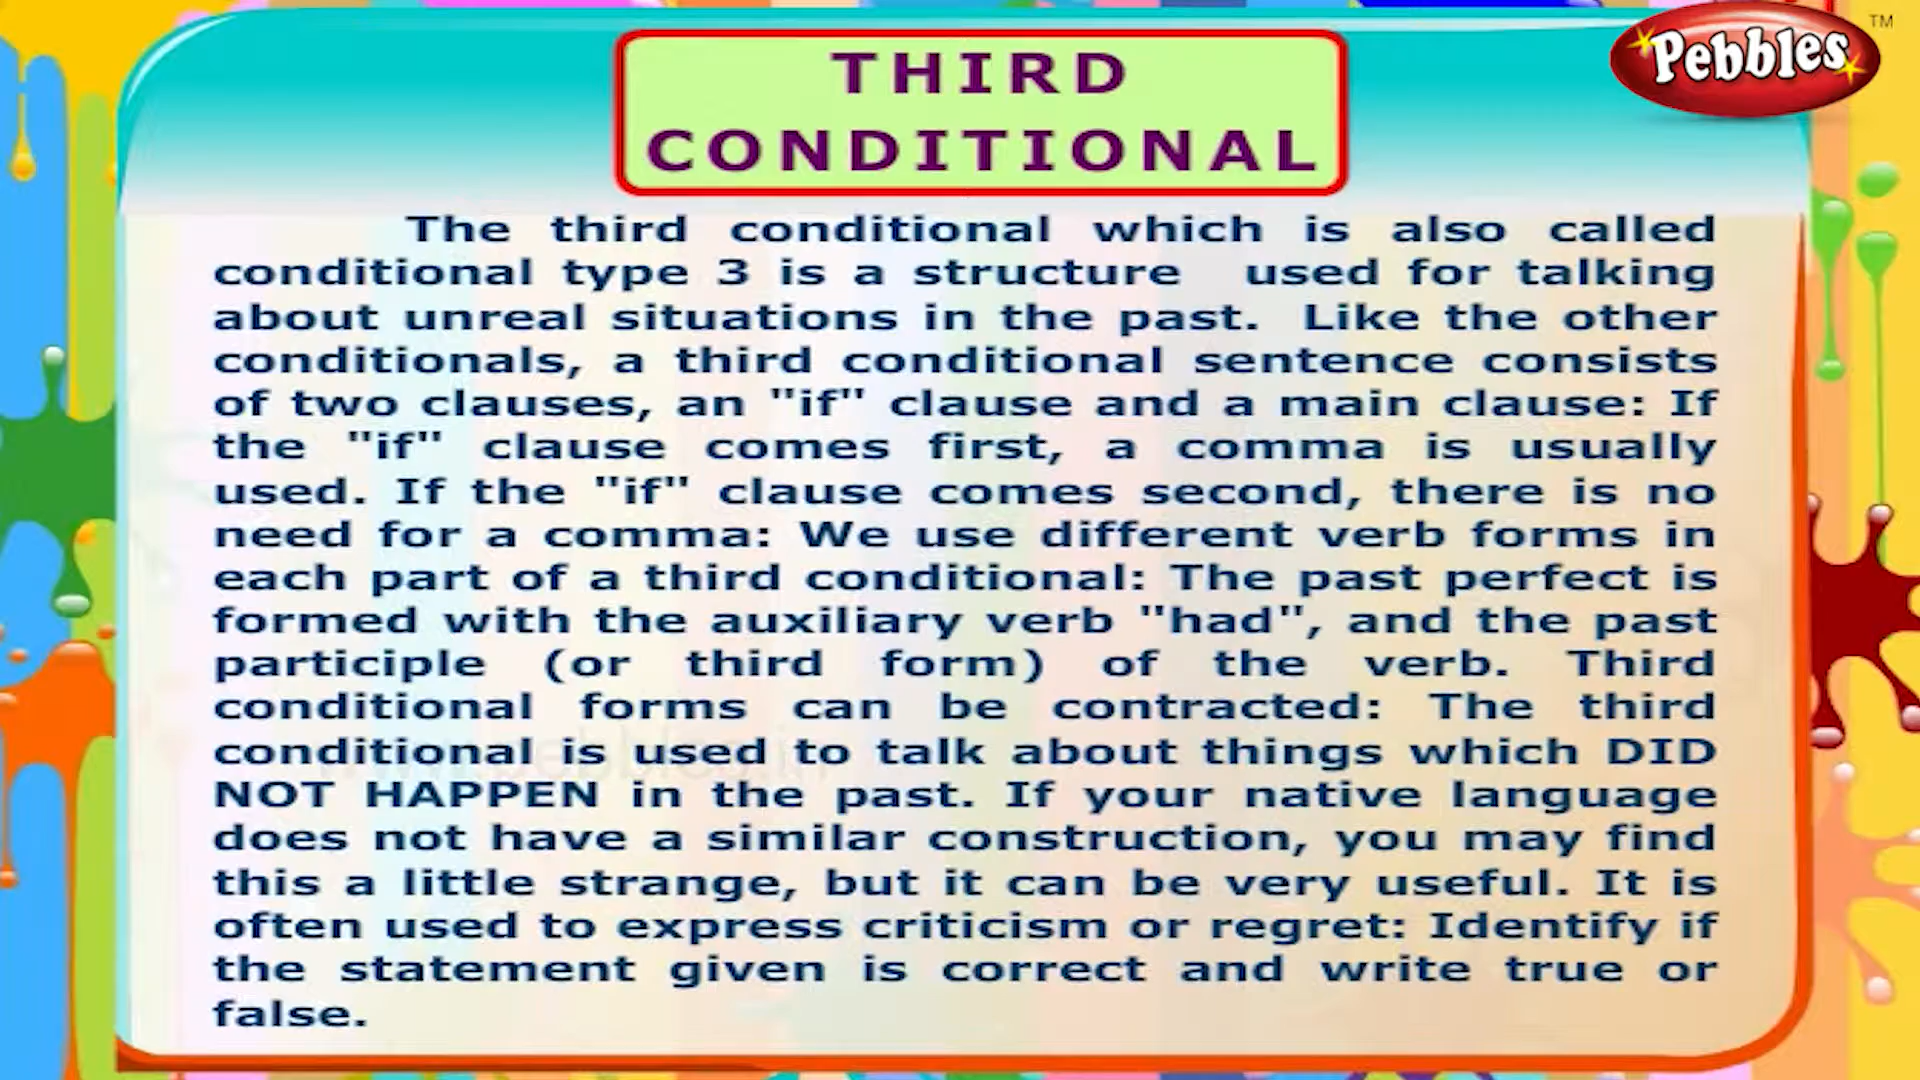 Pebbles
TM
THIRD
CONDITIONAL
The third conditional which is also called
conditional type 3 is a structure used for talking
about unreal situations in the past. Like the other
conditionals, a third conditional sentence consists
of two clauses, an "if" clause and a main clause: If
the "if" clause comes first, a comma is usually
used. If the "if" clause comes second, there is no
need for a comma: We use different verb forms in
each part of a third conditional: The past perfect is
formed with the auxiliary verb "had", and the past
participle (or third form) of the verb. Third
conditional forms can be contracted: The third
conditional is used to talk about things which DID
NOT HAPPEN in the past. If your native language
does not have a similar construction, you may find
this a little strange, but it can be very useful. It is
often used to express criticism or regret: Identify if
the statement given is correct and write true or
false.